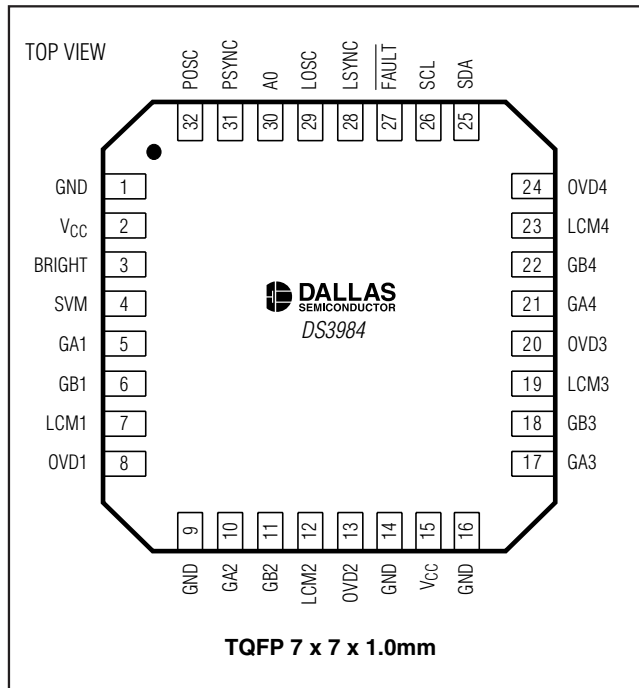 TOP VIEW
POSC
PSYNC
A0
LOSC
LSYNC
FAULT
SCL
SDA
32
31
30
29
28
27
26
25
GND 1
VCC 2
BRIGHT 3
SVM 4
GA1 5
GB1 6
LCM1 7
OVD1 8
DALLAS
SEMICONDUCTOR
DS3984
24 OVD4
23 LCM4
22 GB4
21 GA4
20 OVD3
19 LCM3
18 GB3
17 GA3
9
10
11
12
13
14
15
16
GND
GA2
GB2
LCM2
OVD2
GND
VCC
GND
TQFP 7 x 7 x 1.0mm